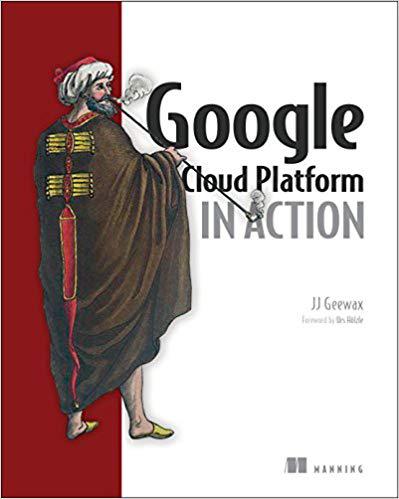 Google
Cloud Platform
IN ACTION
JJ Geewax
Foreword by Urs Hölzle
MANNING